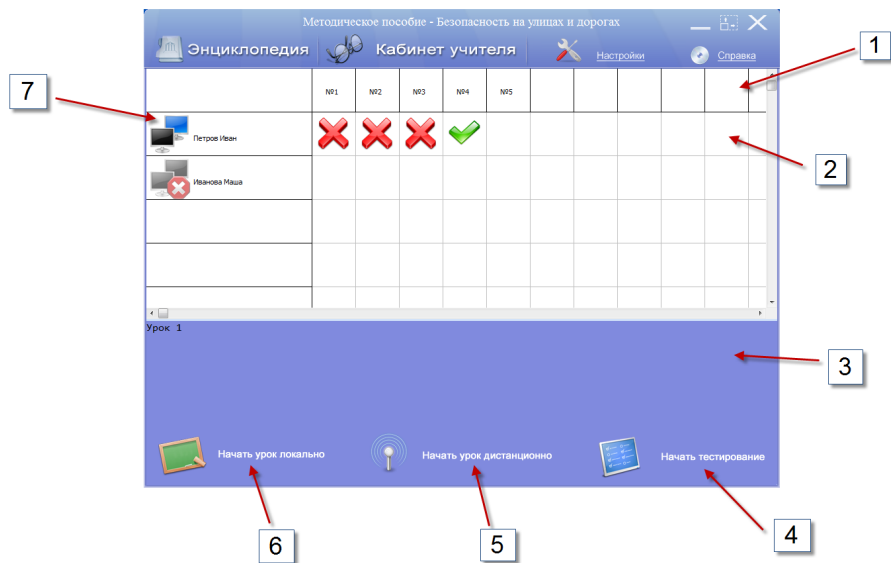 Методическое пособие - Безопасность на улицах и дорогах
Энциклопедия Кабинет учителя Настройки Справка
1
7
№1 №2 №3 №4 №5
Петров Иван
2
Иванова Маша
Урок 1
3
Начать урок локально Начать урок дистанционно Начать тестирование
6 5 4